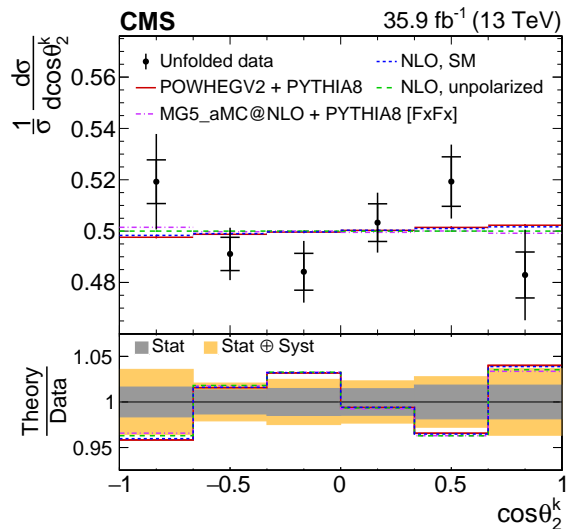 CMS 35.9 fb⁻¹ (13 TeV)
1/σ dσ/dcosθ₂ᵏ
0.56
0.54
0.52
0.5
0.48
Unfolded data
NLO, SM
POWHEGV2 + PYTHIA8
NLO, unpolarized
MG5_aMC@NLO + PYTHIA8 [FxFx]
Theory/Data
1.05
1
0.95
Stat
Stat ⊕ Syst
−1 −0.5 0 0.5 1
cosθ₂ᵏ